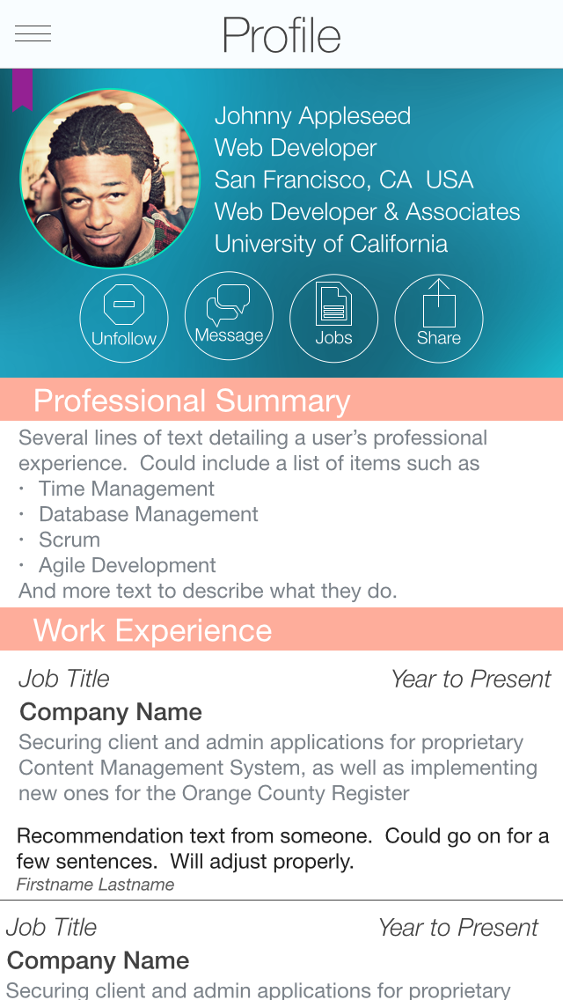 Profile
Johnny Appleseed
Web Developer
San Francisco, CA  USA
Web Developer & Associates
University of California
Unfollow
Message
Jobs
Share
Professional Summary
Several lines of text detailing a user’s professional
experience.  Could include a list of items such as
·  Time Management
·  Database Management
·  Scrum
·  Agile Development
And more text to describe what they do.
Work Experience
Job Title
Year to Present
Company Name
Securing client and admin applications for proprietary
Content Management System, as well as implementing
new ones for the Orange County Register
Recommendation text from someone.  Could go on for a
few sentences.  Will adjust properly.
Firstname Lastname
Job Title
Year to Present
Company Name
Securing client and admin applications for proprietary